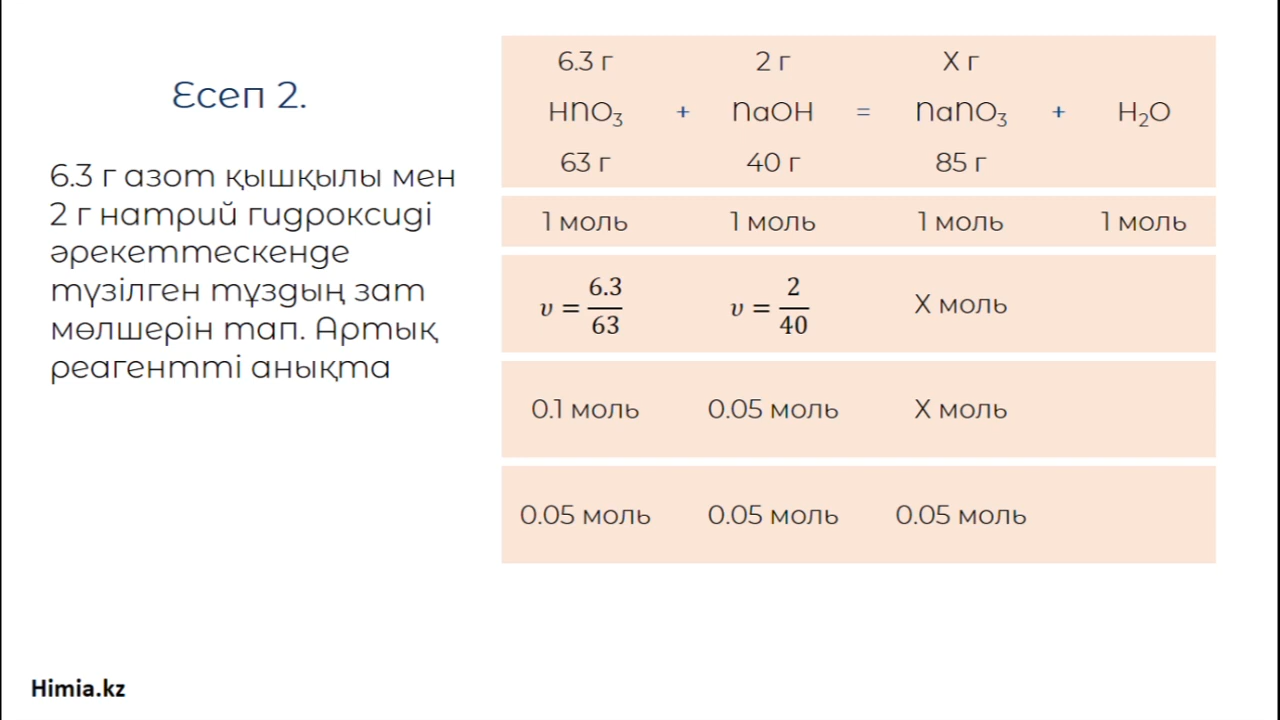 Есеп 2.
6.3 г азот қышқылы мен
2 г натрий гидроксиді
әрекеттескенде
түзілген тұздың зат
мөлшерін тап. Артық
реагентті анықта
6.3 г 2 г X г
HNO₃ + NaOH = NaNO₃ + H₂O
63 г 40 г 85 г
1 моль 1 моль 1 моль 1 моль
υ = 6.3/63 υ = 2/40 X моль
0.1 моль 0.05 моль X моль
0.05 моль 0.05 моль 0.05 моль
Himia.kz